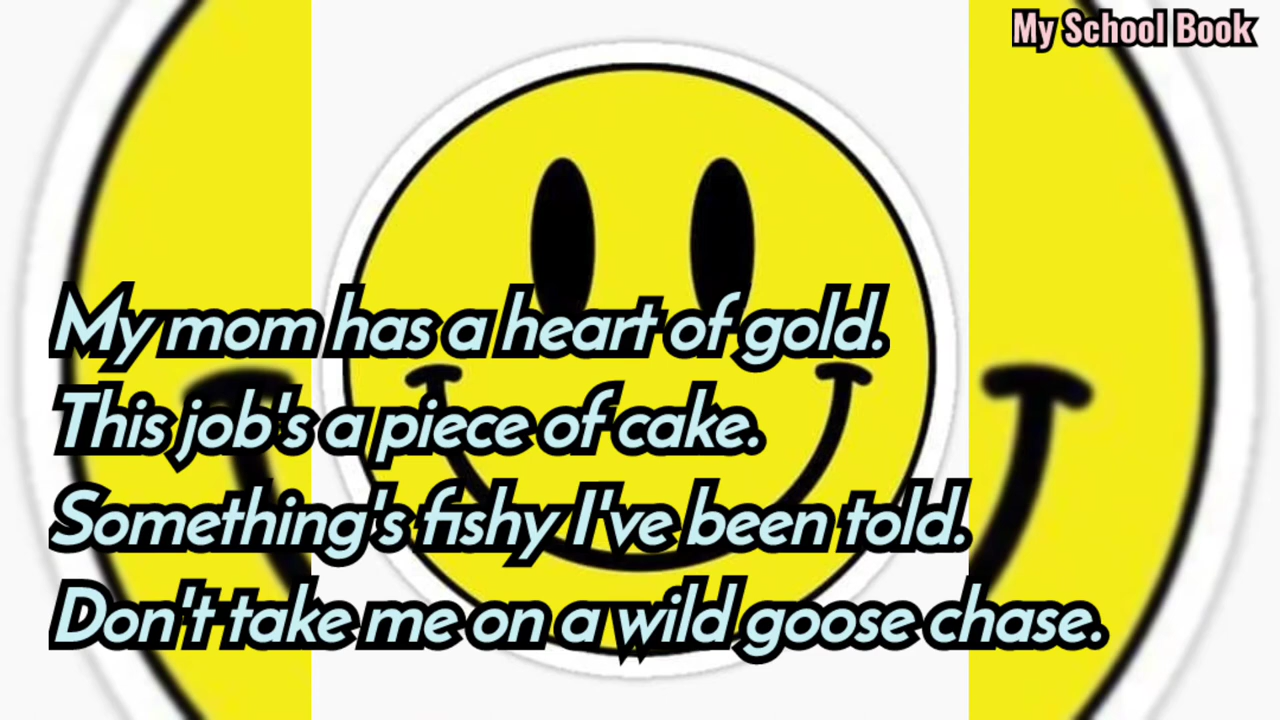 My School Book
My mom has a heart of gold.
This job's a piece of cake.
Something's fishy I've been told.
Don't take me on a wild goose chase.